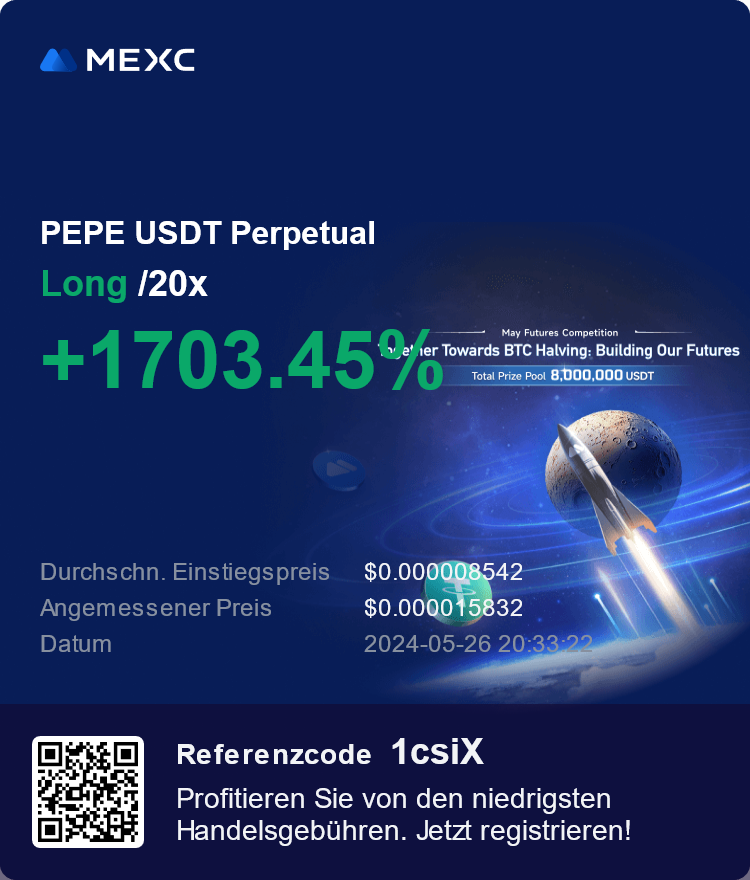 MEXC
PEPE USDT Perpetual
Long /20x
+1703.45%
May Futures Competition
Together Towards BTC Halving: Building Our Futures
Total Prize Pool 8,000,000 USDT
Durchschn. Einstiegspreis $0.000008542
Angemessener Preis $0.000015832
Datum 2024-05-26 20:33:22
Referenzcode 1csiX
Profitieren Sie von den niedrigsten
Handelsgebühren. Jetzt registrieren!